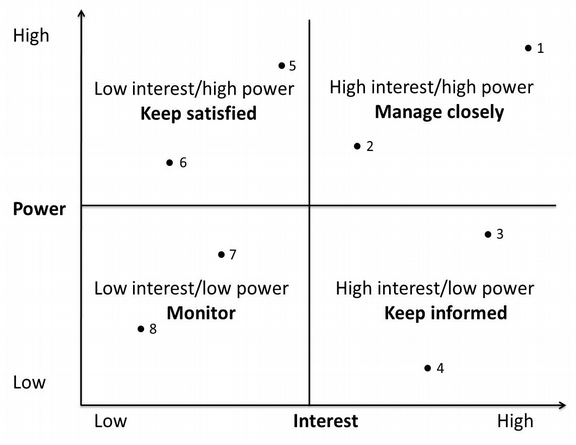 High
1
5
Low interest/high power
Keep satisfied
High interest/high power
Manage closely
2
6
Power
3
7
Low interest/low power
Monitor
High interest/low power
Keep informed
8
4
Low
Low
Interest
High